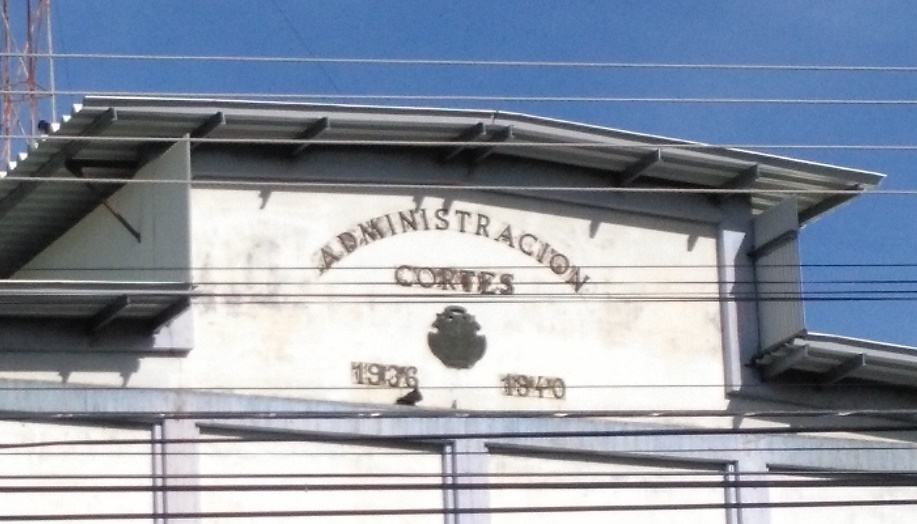 ADMINISTRACION
CORTES
1936 1940